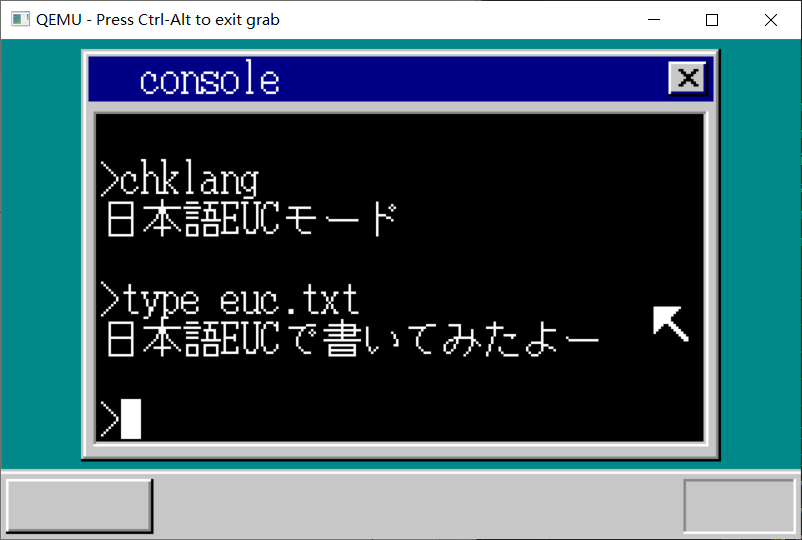 QEMU - Press Ctrl-Alt to exit grab
console
>chklang
日本語EUCモード
>type euc.txt
日本語EUCで書いてみたよー
>